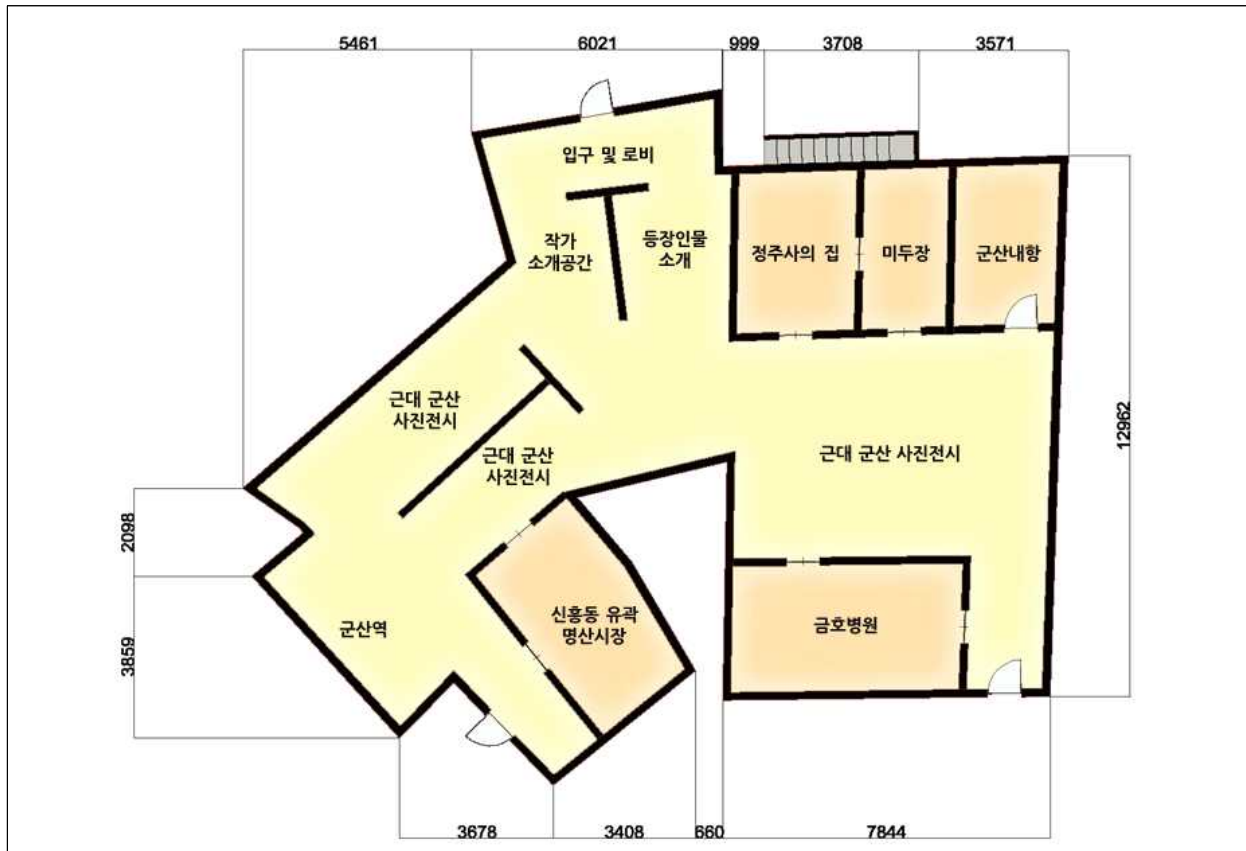 5461
6021
999
3708
3571
입구 및 로비
작가
소개공간
등장인물
소개
정주사의 집
미두장
군산내항
근대 군산
사진전시
근대 군산
사진전시
근대 군산 사진전시
12962
2098
3859
군산역
신흥동 유곽
명산시장
금호병원
3678
3408
660
7844